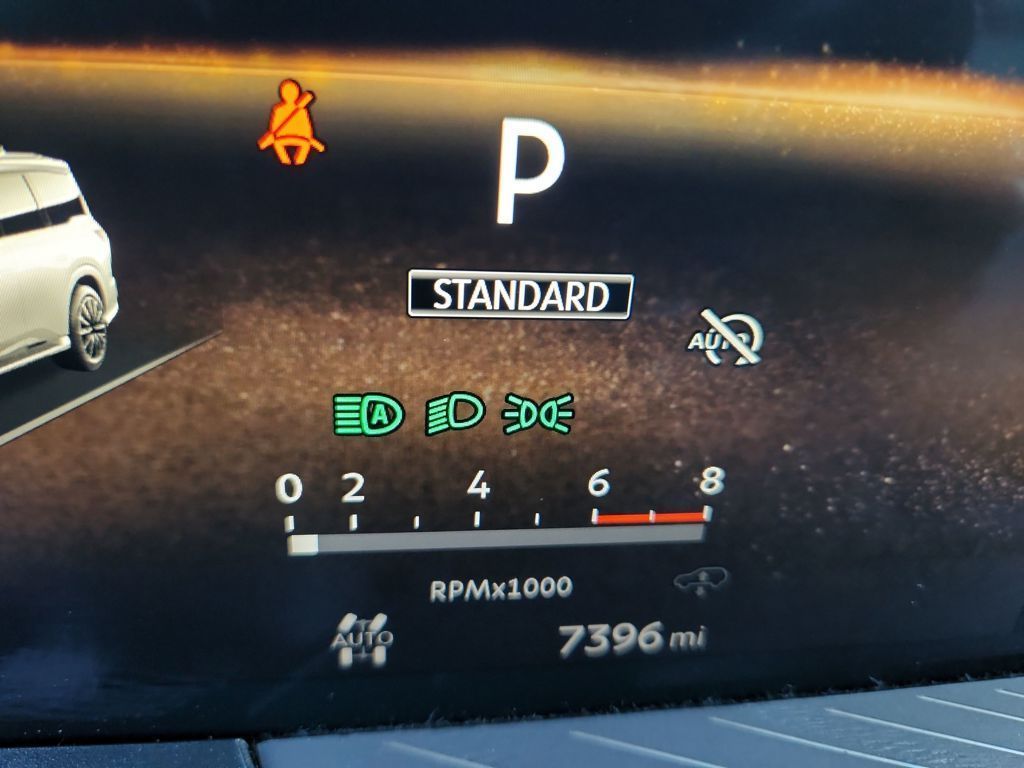 P
STANDARD
AUTO
A
0 2 4 6 8
RPMx1000
AUTO
7396 mi